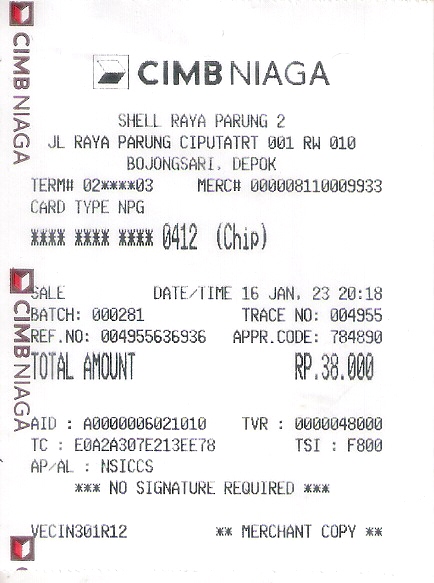 CIMB NIAGA
CIMB NIAGA
SHELL RAYA PARUNG 2
JL RAYA PARUNG CIPUTATRT 001 RW 010
BOJONGSARI, DEPOK
TERM# 02****03 MERC# 000008110009933
CARD TYPE NPG
**** **** **** 0412 (Chip)
SALE DATE/TIME 16 JAN, 23 20:18
BATCH: 000281 TRACE NO: 004955
REF.NO: 004955636936 APPR.CODE: 784890
TOTAL AMOUNT RP.38.000
CIMB NIAGA
AID : A0000006021010 TVR : 0000048000
TC : E0A2A307E213EE78 TSI : F800
AP/AL : NSICCS
*** NO SIGNATURE REQUIRED ***
VECIN301R12 ** MERCHANT COPY **